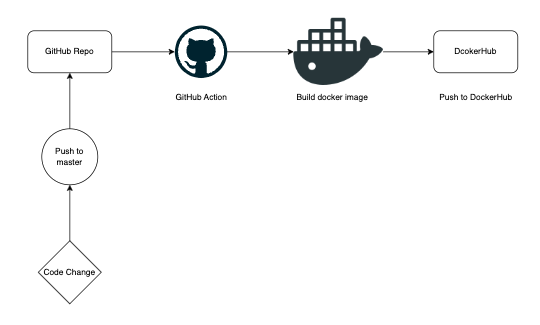 GitHub Repo
DcokerHub
GitHub Action
Build docker image
Push to DockerHub
Push to
master
Code Change